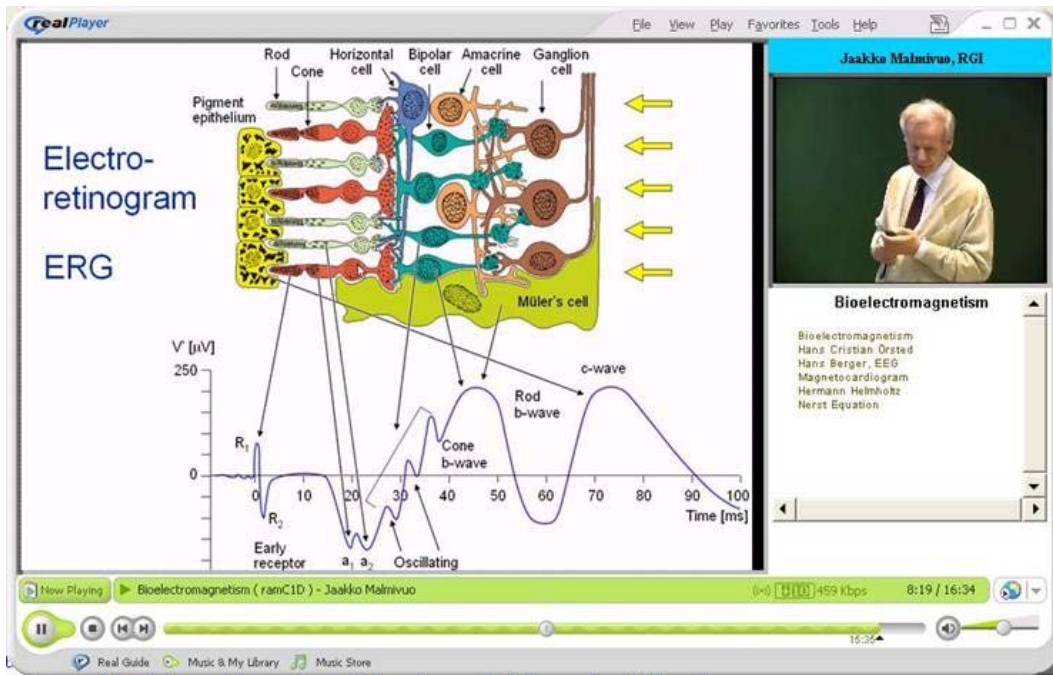 realPlayer
File View Play Favorites Tools Help
Rod
Horizontal cell
Bipolar cell
Amacrine cell
Ganglion cell
Cone
Pigment epithelium
Electro-
retinogram
ERG
Müler's cell
V' [µV]
250
c-wave
Rod b-wave
Cone b-wave
R1
0
0 10 20 30 40 50 60 70 80 90 100
Time [ms]
R2
Early receptor
a1 a2
Oscillating
Jaakko Malmivuo, RGI
Bioelectromagnetism
Bioelectromagnetism
Hans Cristian Örsted
Hans Berger, EEG
Magnetocardiogram
Hermann Helmholtz
Nerst Equation
Now Playing
Bioelectromagnetism ( ramC1D ) - Jaakko Malmivuo
459 Kbps
8:19 / 16:34
Real Guide
Music & My Library
Music Store